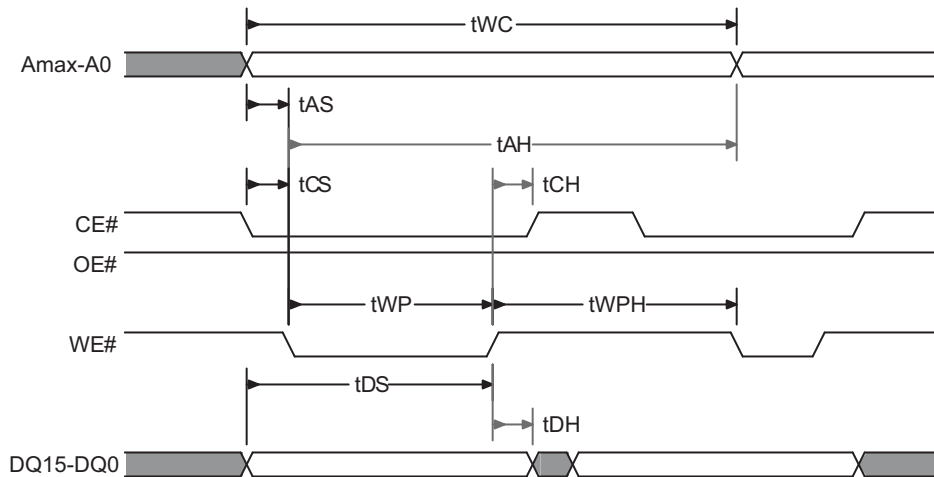 tWC
Amax-A0
tAS
tAH
tCS
tCH
CE#
OE#
tWP
tWPH
WE#
tDS
tDH
DQ15-DQ0